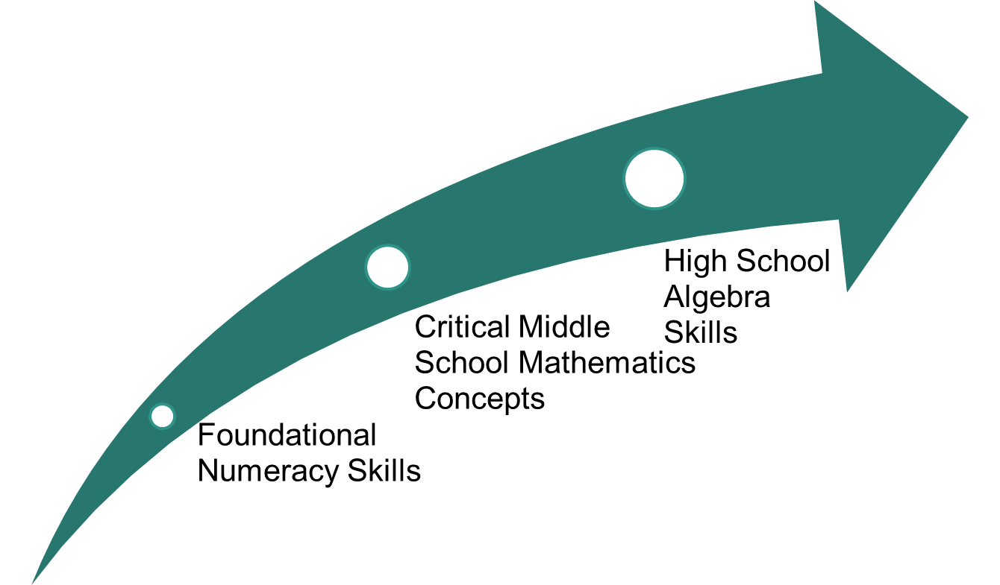 Foundational
Numeracy Skills
Critical Middle
School Mathematics
Concepts
High School
Algebra
Skills